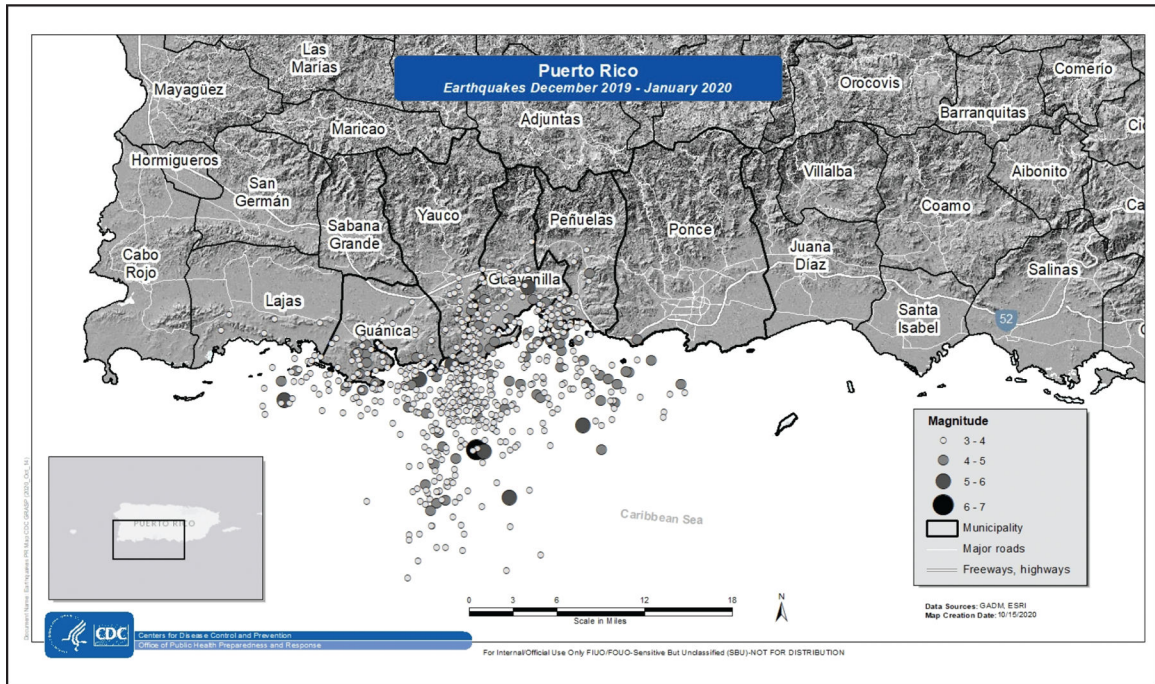 Puerto Rico
Earthquakes December 2019 - January 2020
Las
Marías
Mayagüez
Maricao
Adjuntas
Orocovis
Comerío
Barranquitas
Hormigueros
San
Germán
Sabana
Grande
Yauco
Peñuelas
Ponce
Villalba
Coamo
Aibonito
Cabo
Rojo
Lajas
Guánica
Guayanilla
Juana
Díaz
Santa
Isabel
Salinas
52
Caribbean Sea
Magnitude
3 - 4
4 - 5
5 - 6
6 - 7
Municipality
Major roads
Freeways, highways
PUERTO RICO
0 3 6 12 18
Scale in Miles
N
Data Sources: GADM, ESRI
Map Creation Date: 10/15/2020
CDC
Centers for Disease Control and Prevention
Office of Public Health Preparedness and Response
For Internal/Official Use Only FIUO/FOUO-Sensitive But Unclassified (SBU)-NOT FOR DISTRIBUTION